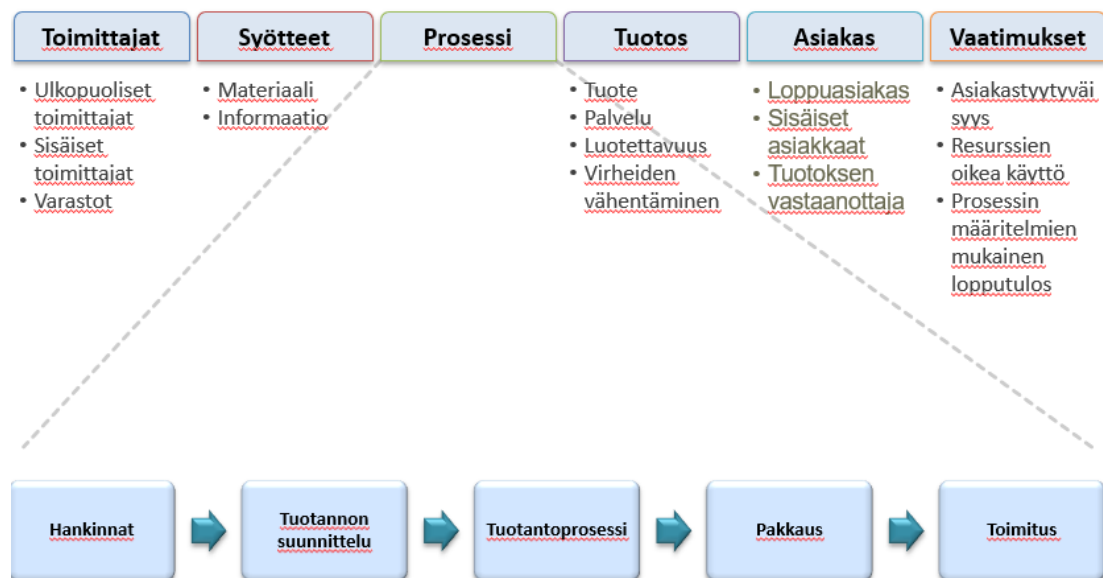 Toimittajat
Syötteet
Prosessi
Tuotos
Asiakas
Vaatimukset
• Ulkopuoliset
toimittajat
• Sisäiset
toimittajat
• Varastot
• Materiaali
• Informaatio
• Tuote
• Palvelu
• Luotettavuus
• Virheiden
vähentäminen
• Loppuasiakas
• Sisäiset
asiakkaat
• Tuotoksen
vastaanottaja
• Asiakastyytyväi
syys
• Resurssien
oikea käyttö
• Prosessin
määritelmien
mukainen
lopputulos
Hankinnat
Tuotannon
suunnittelu
Tuotantoprosessi
Pakkaus
Toimitus